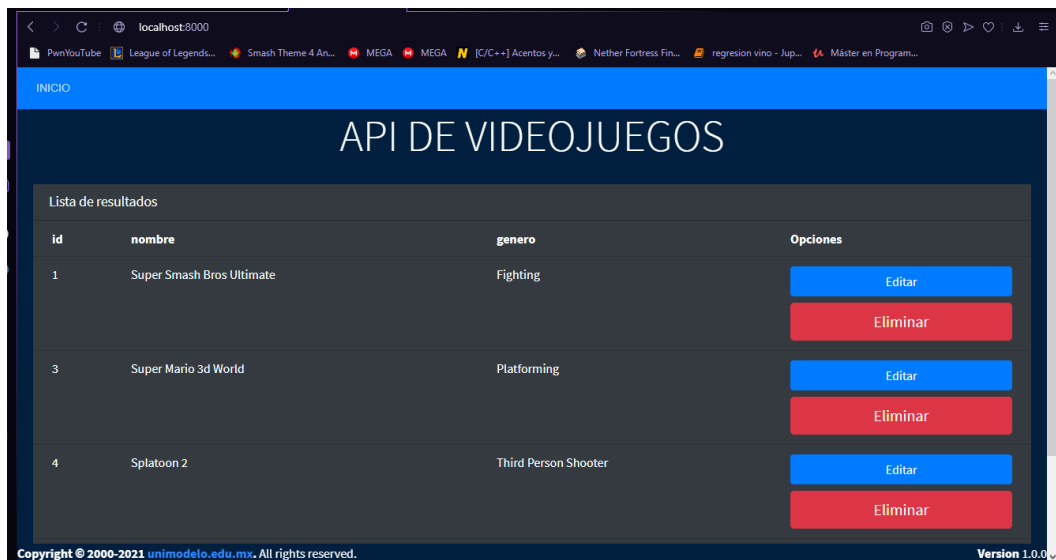 localhost:8000
PwnYouTube League of Legends... Smash Theme 4 An... MEGA MEGA [C/C++] Acentos y... Nether Fortress Fin... regresion vino - Jup... Máster en Program...
INICIO
API DE VIDEOJUEGOS
Lista de resultados
id nombre genero Opciones
1 Super Smash Bros Ultimate Fighting Editar
Eliminar
3 Super Mario 3d World Platforming Editar
Eliminar
4 Splatoon 2 Third Person Shooter Editar
Eliminar
Copyright © 2000-2021 unimodelo.edu.mx. All rights reserved. Version 1.0.0